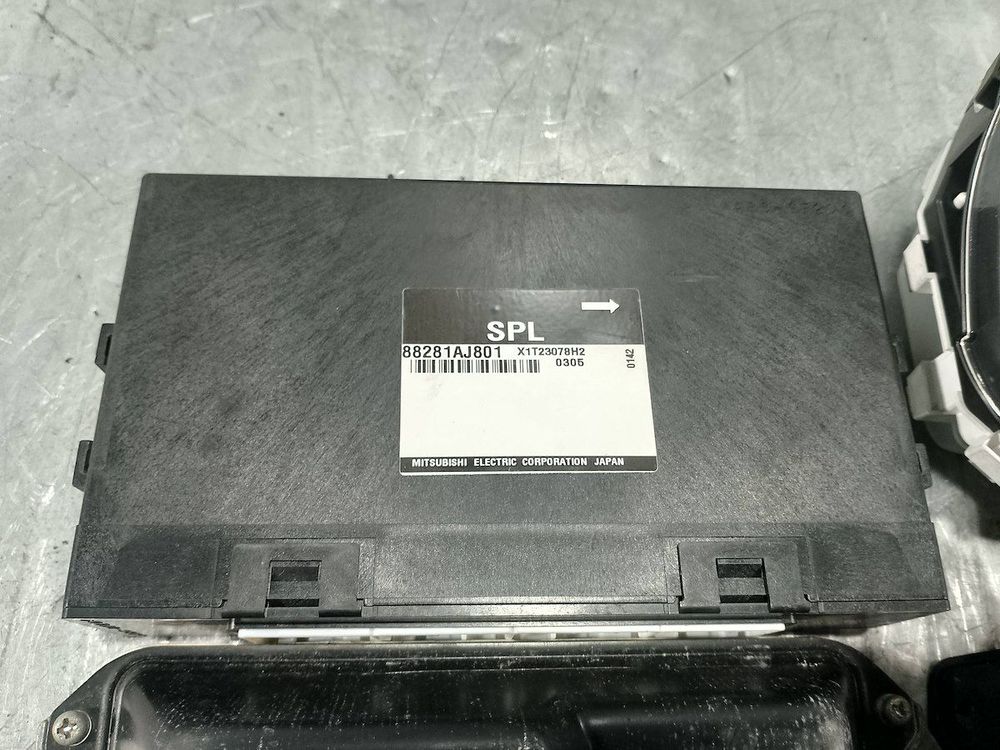 SPL
88281AJ801 X1T23078H2
0305
0142
MITSUBISHI ELECTRIC CORPORATION JAPAN